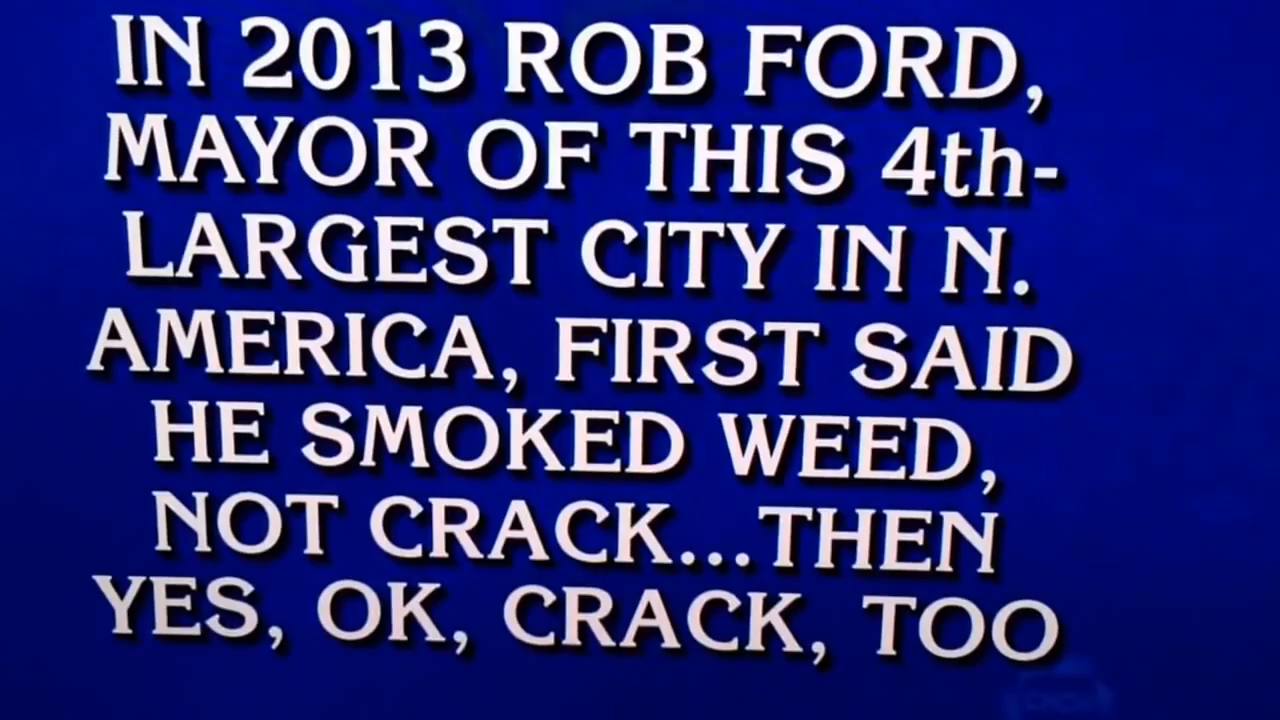 IN 2013 ROB FORD,
MAYOR OF THIS 4th-
LARGEST CITY IN N.
AMERICA, FIRST SAID
HE SMOKED WEED,
NOT CRACK...THEN
YES, OK, CRACK, TOO